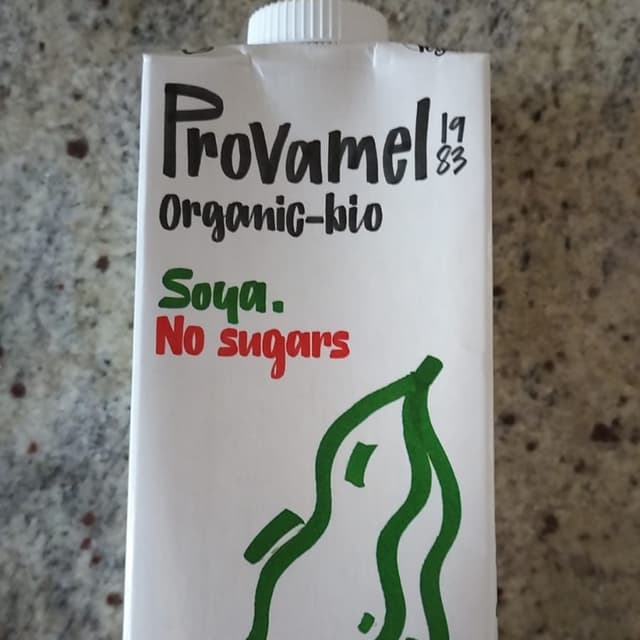 Provamel 19
83
Organic-bio
Soya.
No sugars